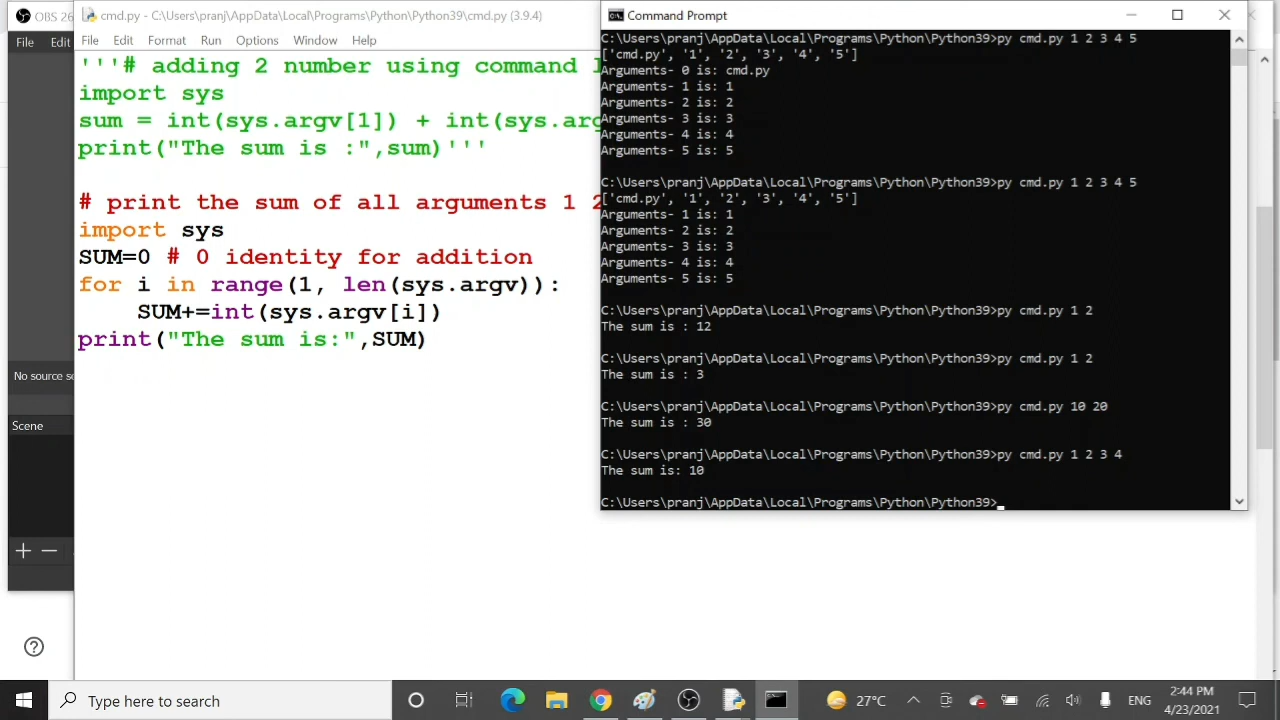 OBS 26
cmd.py - C:\Users\pranj\AppData\Local\Programs\Python\Python39\cmd.py (3.9.4)
File Edit
File Edit Format Run Options Window Help
'''# adding 2 number using command
import sys
sum = int(sys.argv[1]) + int(sys.arg
print("The sum is :",sum)'''
# print the sum of all arguments 1 2
import sys
SUM=0 # 0 identity for addition
for i in range(1, len(sys.argv)):
SUM+=int(sys.argv[i])
print("The sum is:",SUM)
No source se
Scene
Command Prompt
C:\Users\pranj\AppData\Local\Programs\Python\Python39>py cmd.py 1 2 3 4 5
['cmd.py', '1', '2', '3', '4', '5']
Arguments- 0 is: cmd.py
Arguments- 1 is: 1
Arguments- 2 is: 2
Arguments- 3 is: 3
Arguments- 4 is: 4
Arguments- 5 is: 5
C:\Users\pranj\AppData\Local\Programs\Python\Python39>py cmd.py 1 2 3 4 5
['cmd.py', '1', '2', '3', '4', '5']
Arguments- 1 is: 1
Arguments- 2 is: 2
Arguments- 3 is: 3
Arguments- 4 is: 4
Arguments- 5 is: 5
C:\Users\pranj\AppData\Local\Programs\Python\Python39>py cmd.py 1 2
The sum is : 12
C:\Users\pranj\AppData\Local\Programs\Python\Python39>py cmd.py 1 2
The sum is : 3
C:\Users\pranj\AppData\Local\Programs\Python\Python39>py cmd.py 10 20
The sum is : 30
C:\Users\pranj\AppData\Local\Programs\Python\Python39>py cmd.py 1 2 3 4
The sum is: 10
C:\Users\pranj\AppData\Local\Programs\Python\Python39>
Type here to search
27°C
ENG
2:44 PM
4/23/2021